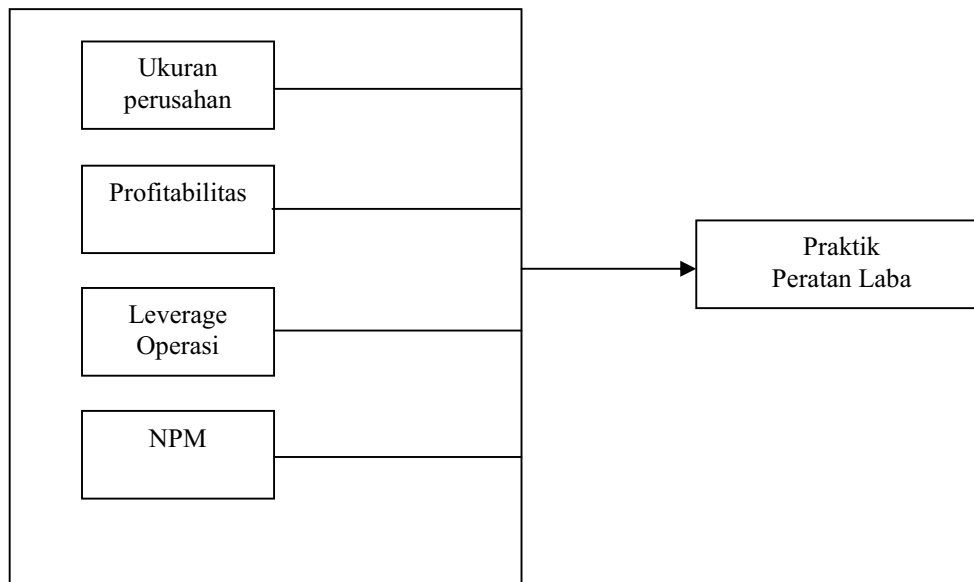 Ukuran
perusahan
Profitabilitas
Leverage
Operasi
NPM
Praktik
Peratan Laba